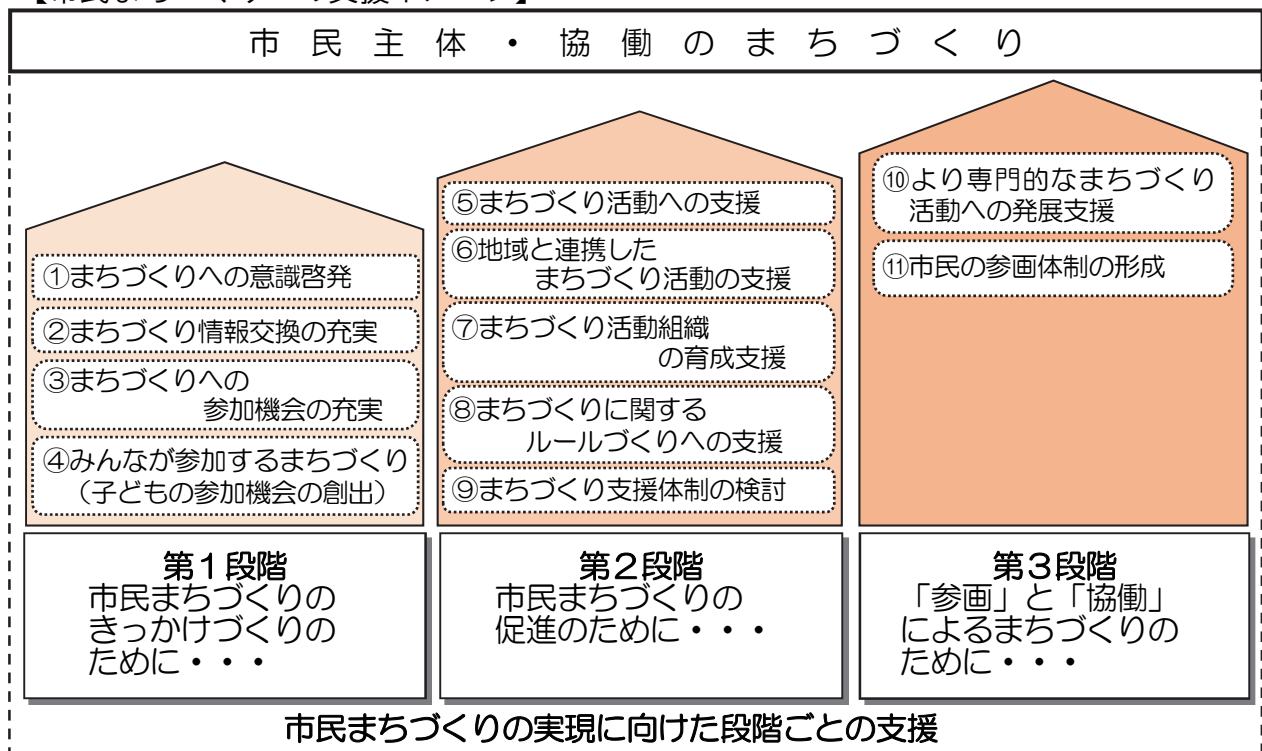 市民主体・協働のまちづくり
①まちづくりへの意識啓発
②まちづくり情報交換の充実
③まちづくりへの
参加機会の充実
④みんなが参加するまちづくり
（子どもの参加機会の創出）
⑤まちづくり活動への支援
⑥地域と連携した
まちづくり活動の支援
⑦まちづくり活動組織
の育成支援
⑧まちづくりに関する
ルールづくりへの支援
⑨まちづくり支援体制の検討
⑩より専門的なまちづくり
活動への発展支援
⑪市民の参画体制の形成
第１段階
市民まちづくりの
きっかけづくりの
ために・・・
第２段階
市民まちづくりの
促進のために・・・
第３段階
「参画」と「協働」
によるまちづくりの
ために・・・
市民まちづくりの実現に向けた段階ごとの支援